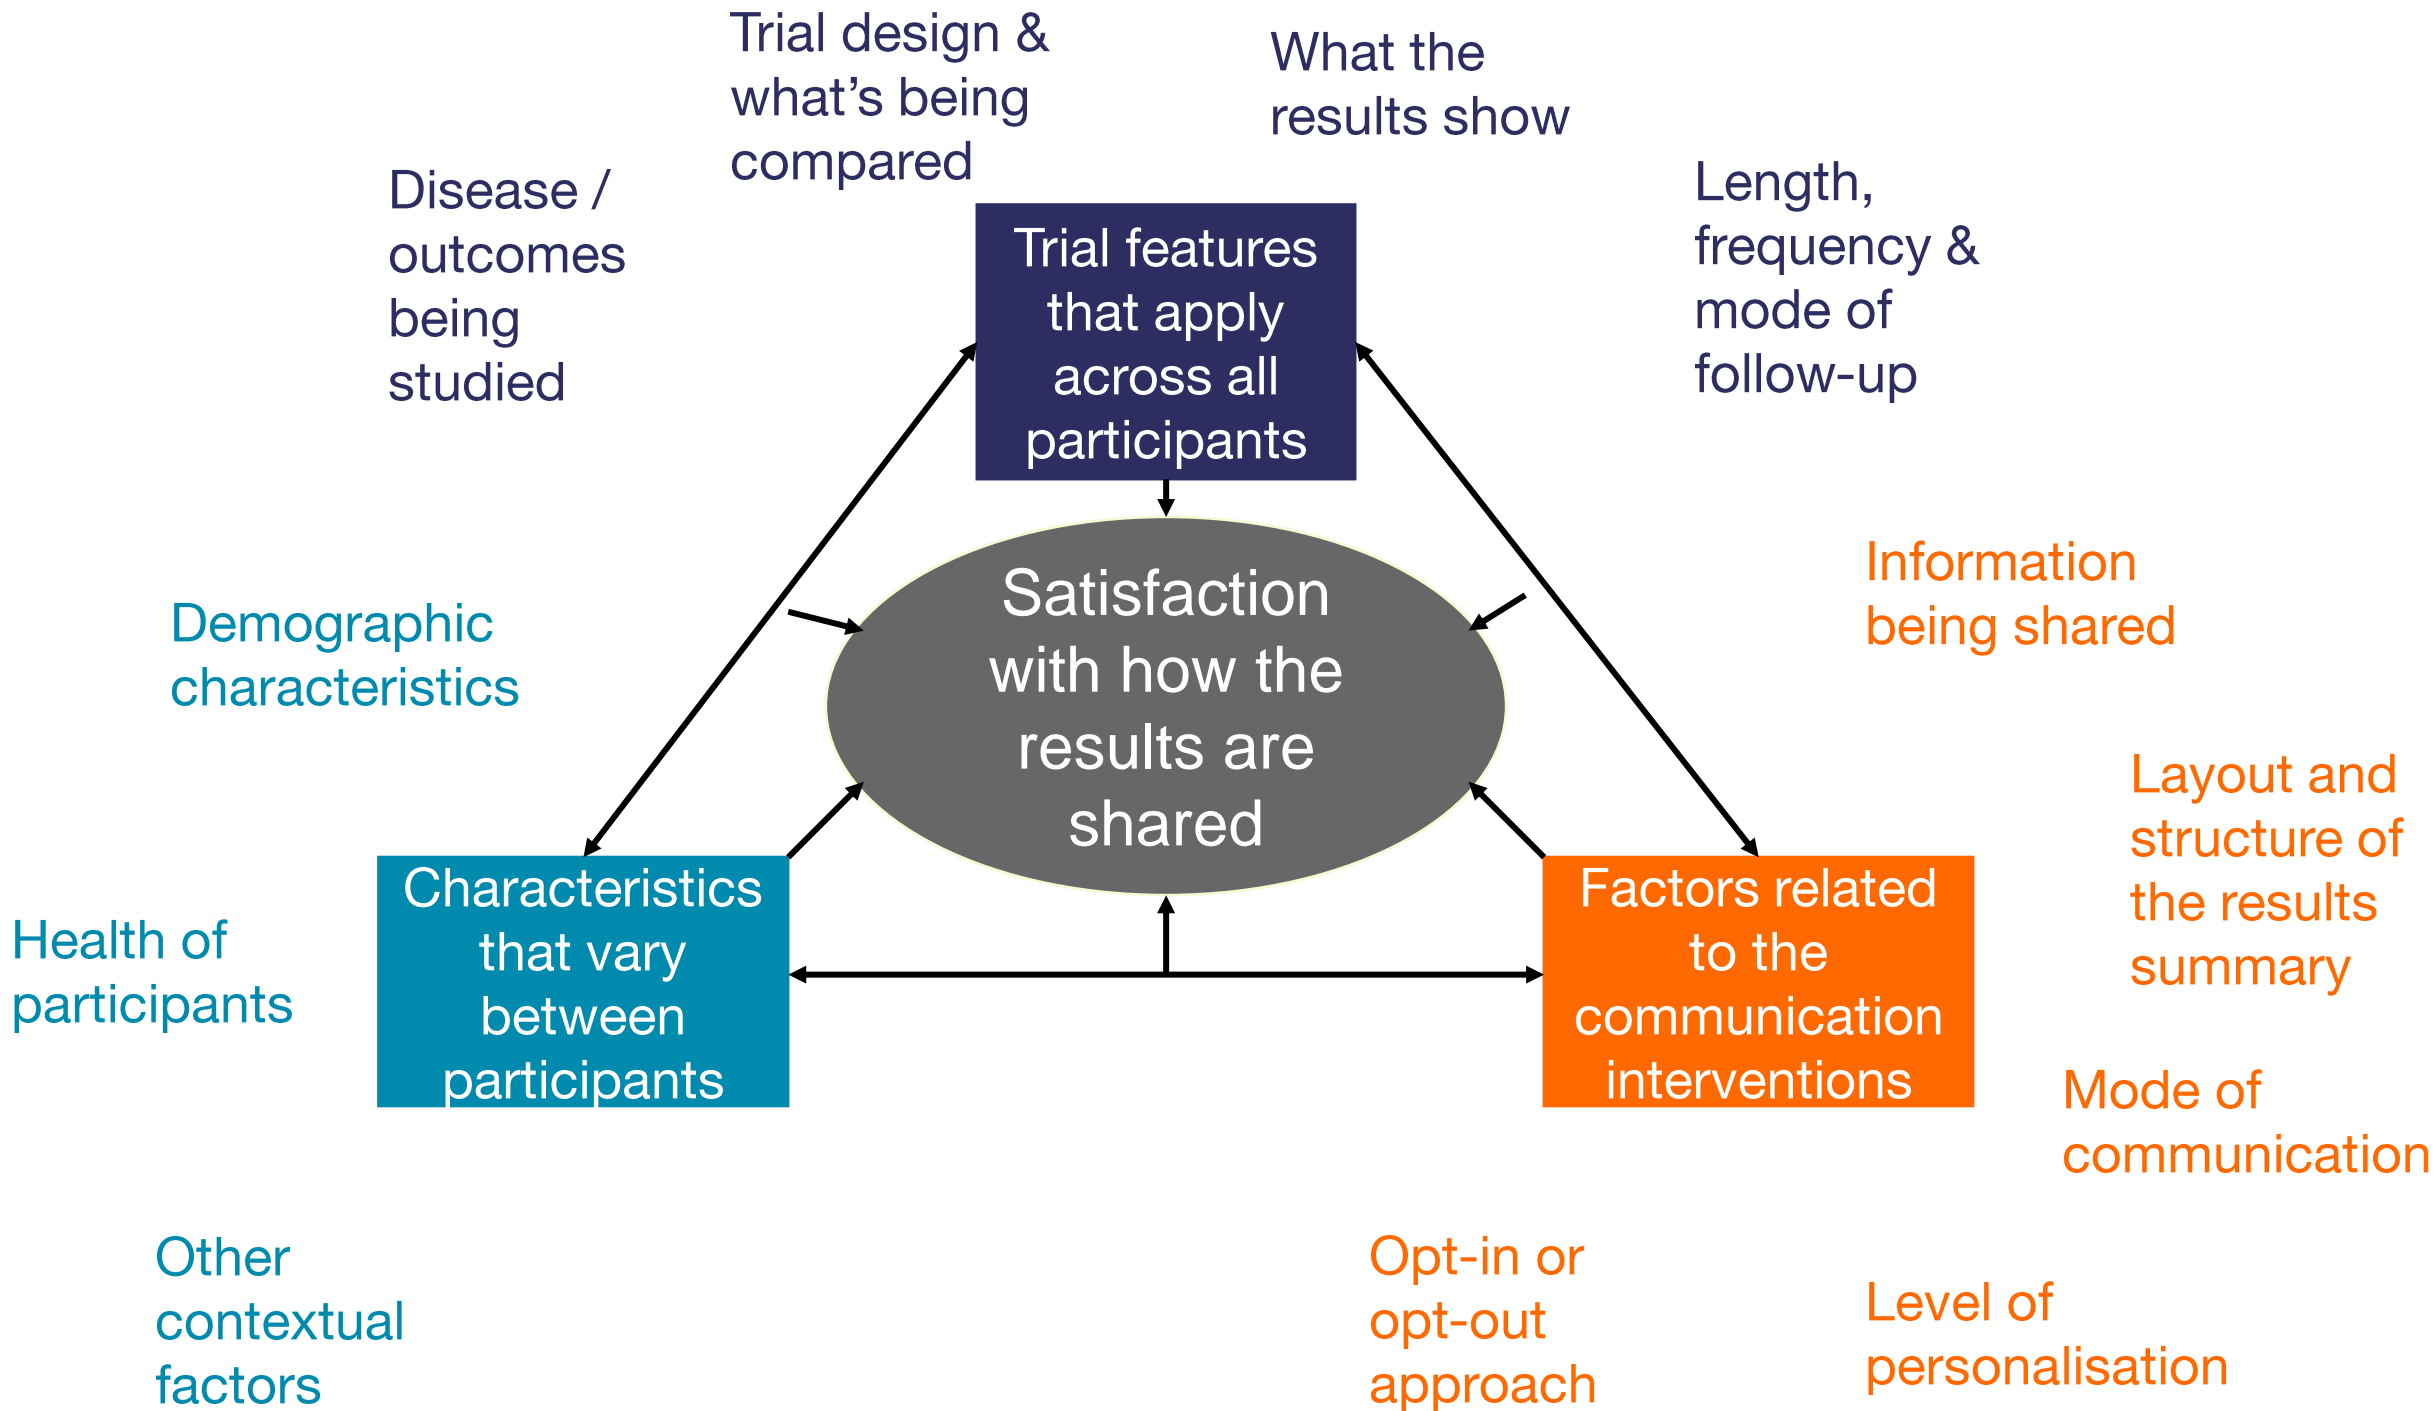 Trial design &
what’s being
compared
What the
results show
Disease /
outcomes
being
studied
Length,
frequency &
mode of
follow-up
Trial features
that apply
across all
participants
Satisfaction
with how the
results are
shared
Demographic
characteristics
Information
being shared
Health of
participants
Characteristics
that vary
between
participants
Factors related
to the
communication
interventions
Layout and
structure of
the results
summary
Mode of
communication
Other
contextual
factors
Opt-in or
opt-out
approach
Level of
personalisation